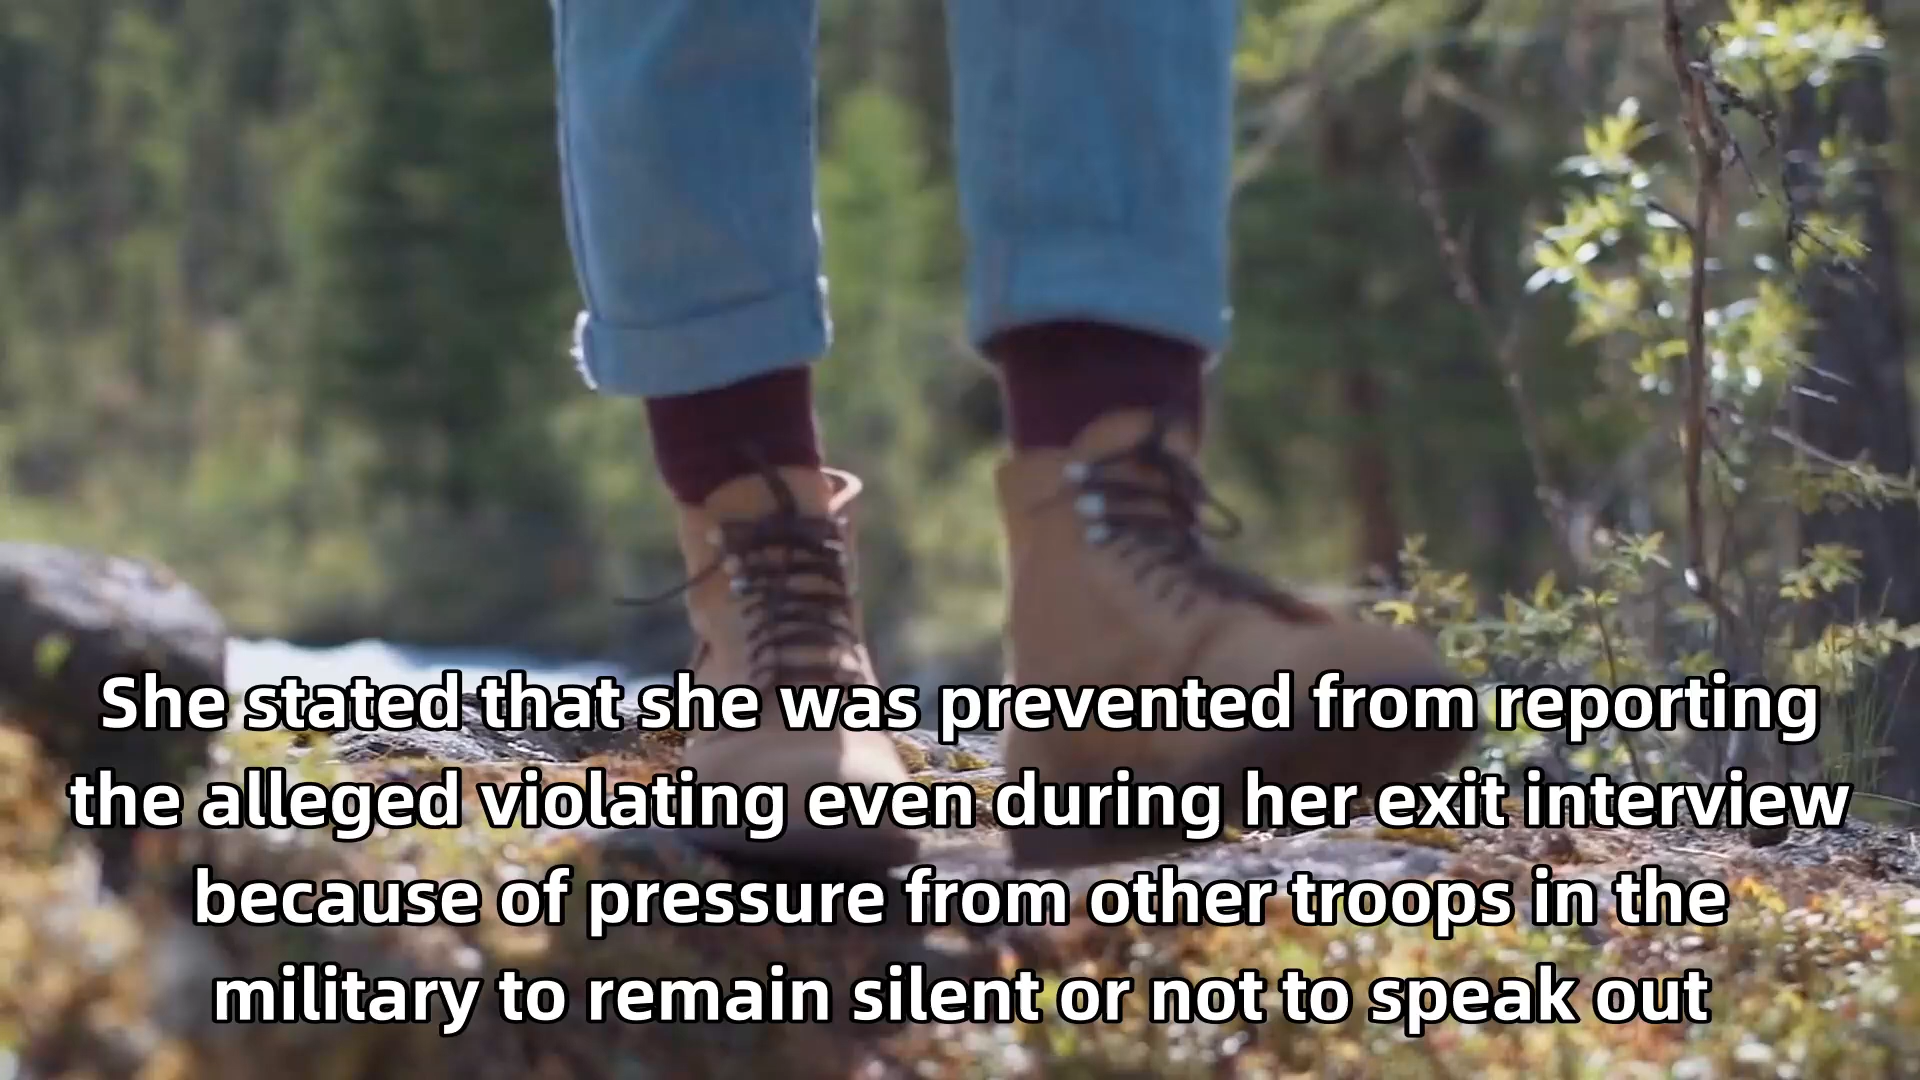 She stated that she was prevented from reporting
the alleged violating even during her exit interview
because of pressure from other troops in the
military to remain silent or not to speak out